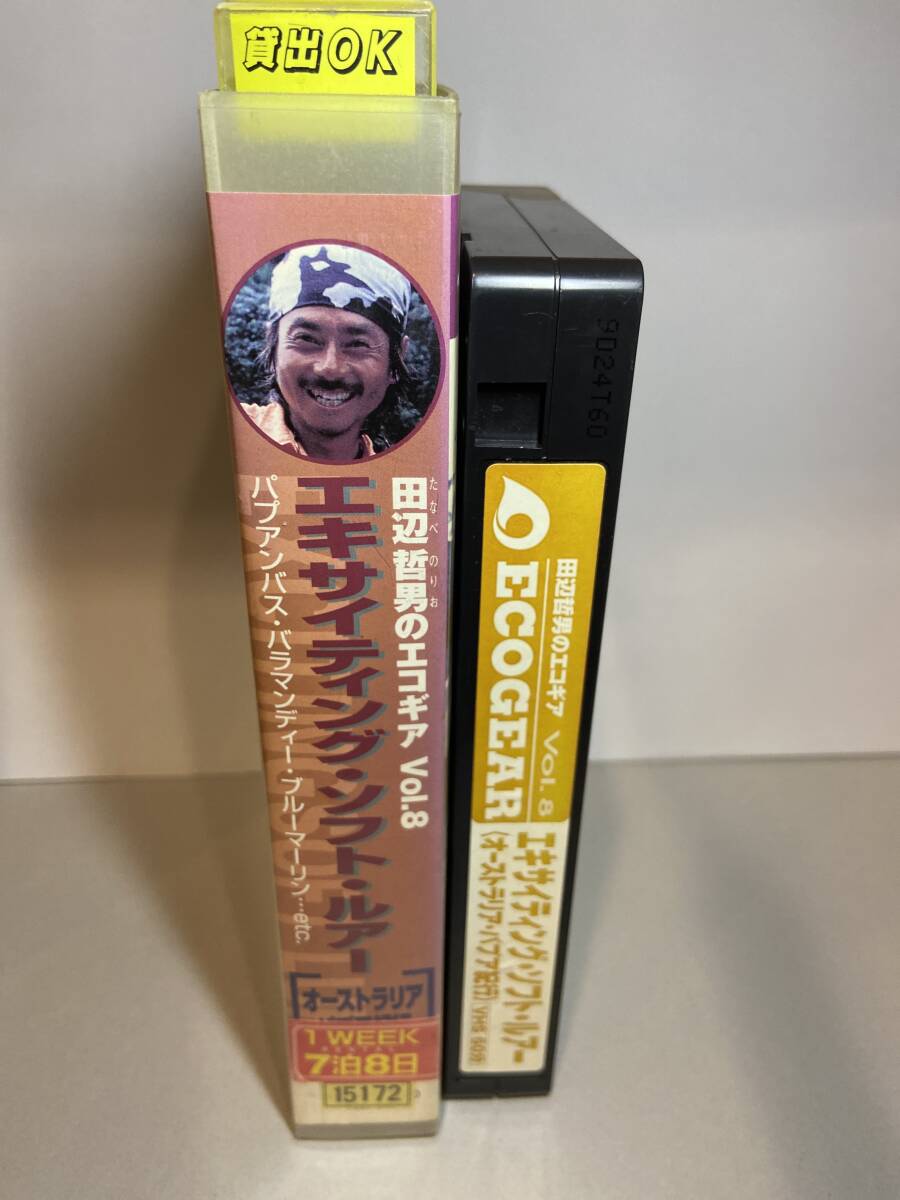 貸出OK
田辺哲男のエコギア Vol.8
たなべ のりお
エキサイティング・ソフト・ルアー
パプアンバス・バラマンディー・ブルーマーリン…etc.
オーストラリア
1 WEEK
7泊8日
15172
9D24T60
ECOGEAR
田辺哲男のエコギア Vol.8
エキサイティング・ソフト・ルアー
〈オーストラリア・パプア紀行〉 VHS 60分